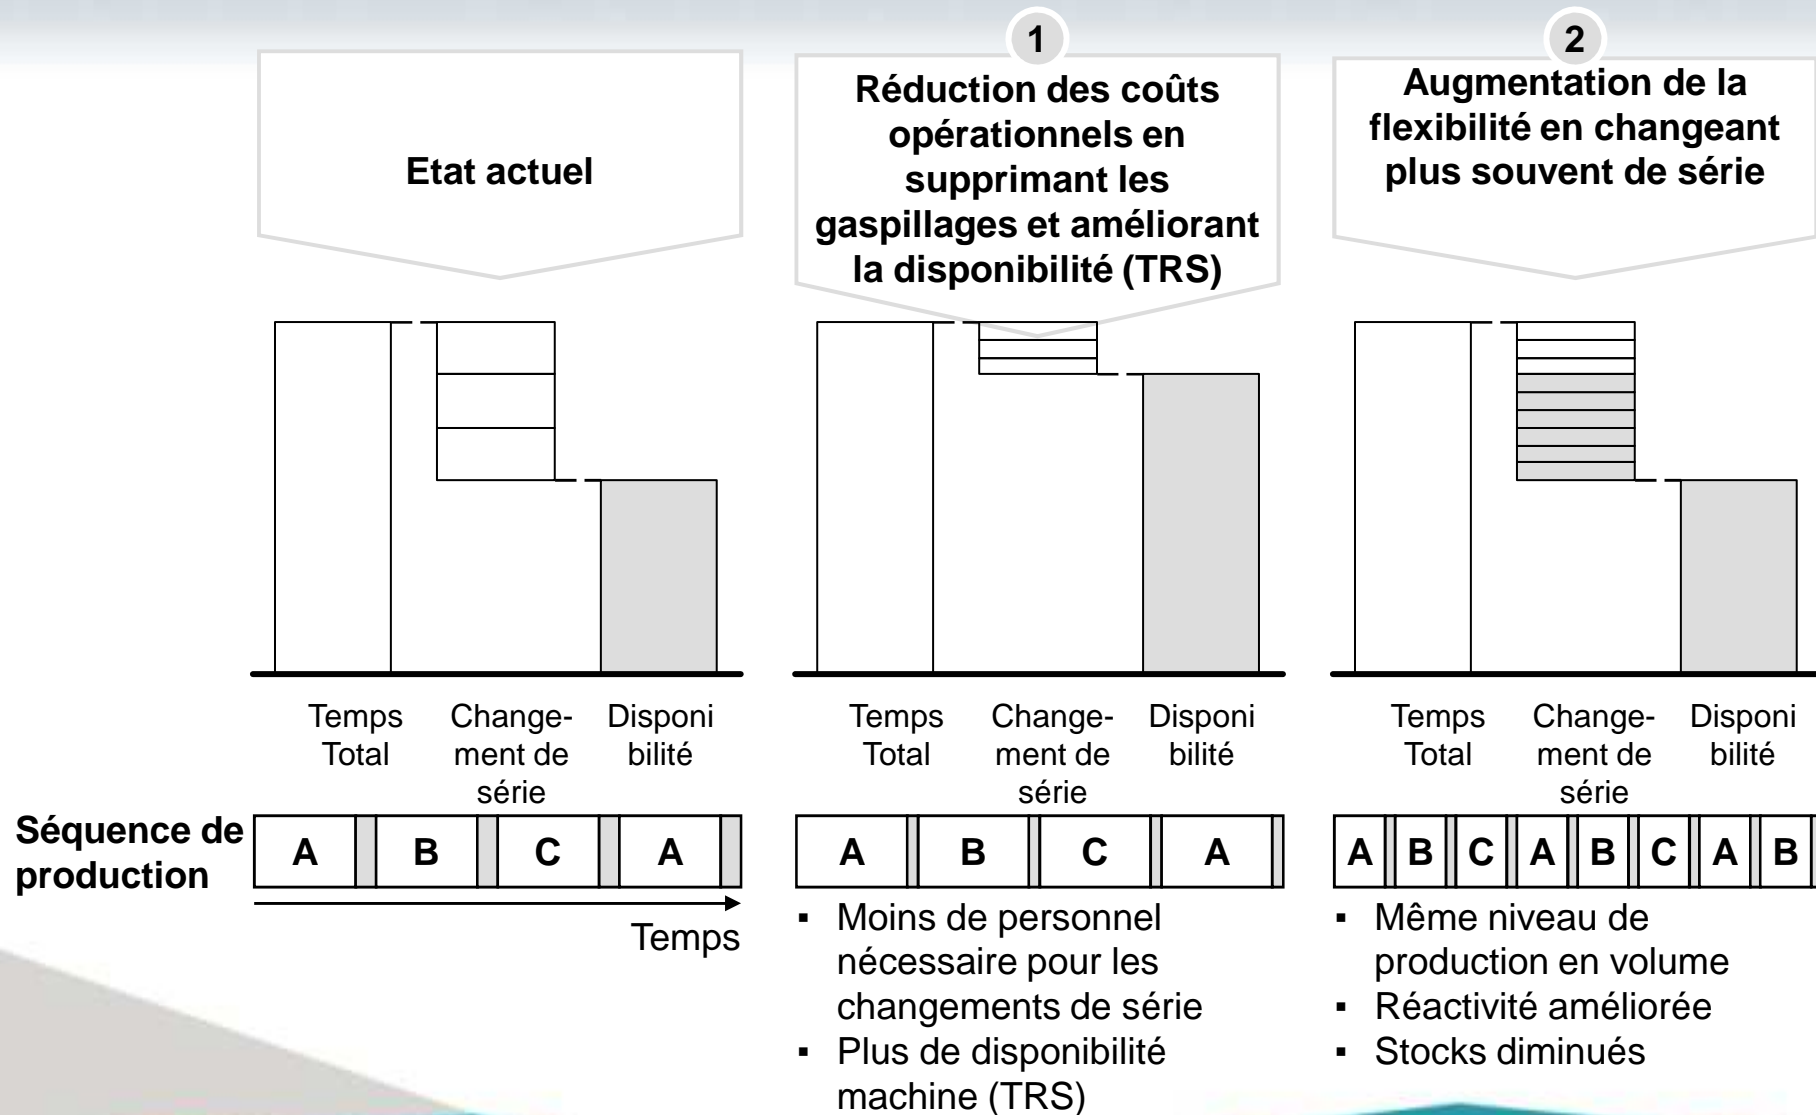 Etat actuel
1
Réduction des coûts
opérationnels en
supprimant les
gaspillages et améliorant
la disponibilité (TRS)
2
Augmentation de la
flexibilité en changeant
plus souvent de série
Temps
Total
Change-
ment de
série
Disponi
bilité
Temps
Total
Change-
ment de
série
Disponi
bilité
Temps
Total
Change-
ment de
série
Disponi
bilité
Séquence de
production
A B C A
Temps
A B C A
▪ Moins de personnel
nécessaire pour les
changements de série
▪ Plus de disponibilité
machine (TRS)
A B C A B C A B
▪ Même niveau de
production en volume
▪ Réactivité améliorée
▪ Stocks diminués